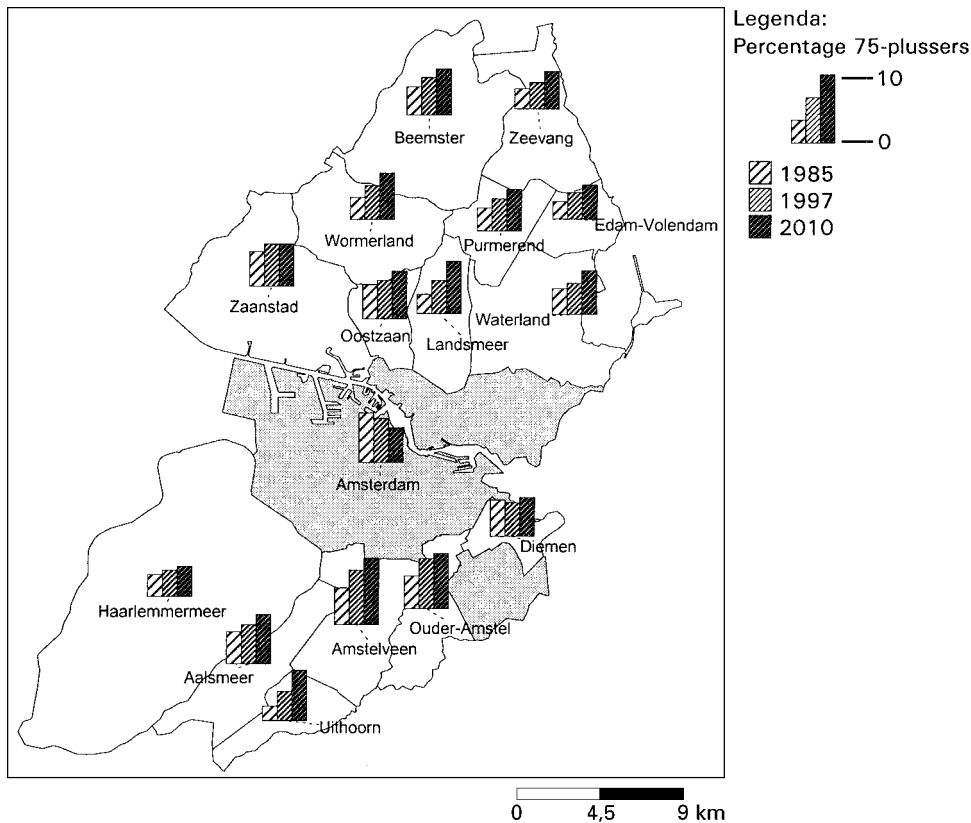 Legenda:
Percentage 75-plussers
10
0
1985
1997
2010
Beemster
Zeevang
Wormerland
Purmerend
Edam-Volendam
Zaanstad
Oostzaan
Landsmeer
Waterland
Amsterdam
Diemen
Haarlemmermeer
Aalsmeer
Amstelveen
Ouder-Amstel
Uithoorn
0 4,5 9 km